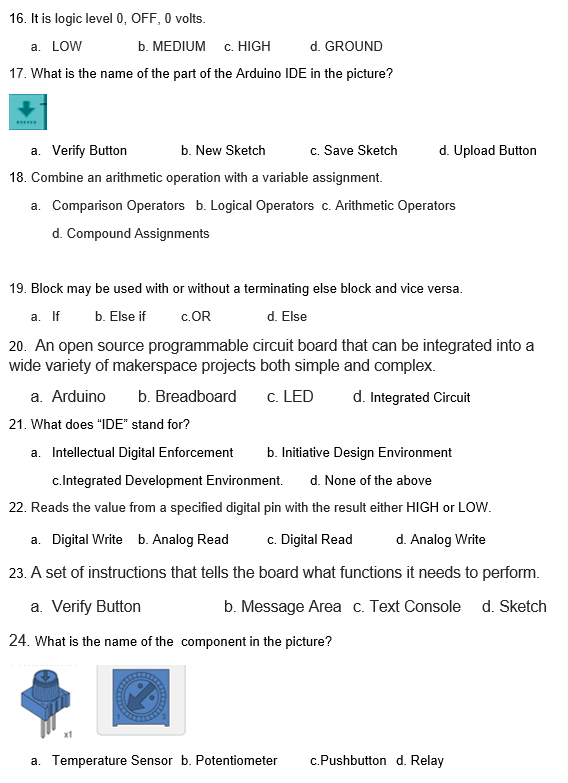 16. It is logic level 0, OFF, 0 volts.
a. LOW b. MEDIUM c. HIGH d. GROUND
17. What is the name of the part of the Arduino IDE in the picture?
a. Verify Button b. New Sketch c. Save Sketch d. Upload Button
18. Combine an arithmetic operation with a variable assignment.
a. Comparison Operators b. Logical Operators c. Arithmetic Operators
d. Compound Assignments
19. Block may be used with or without a terminating else block and vice versa.
a. If b. Else if c.OR d. Else
20. An open source programmable circuit board that can be integrated into a
wide variety of makerspace projects both simple and complex.
a. Arduino b. Breadboard c. LED d. Integrated Circuit
21. What does “IDE” stand for?
a. Intellectual Digital Enforcement b. Initiative Design Environment
c.Integrated Development Environment. d. None of the above
22. Reads the value from a specified digital pin with the result either HIGH or LOW.
a. Digital Write b. Analog Read c. Digital Read d. Analog Write
23. A set of instructions that tells the board what functions it needs to perform.
a. Verify Button b. Message Area c. Text Console d. Sketch
24. What is the name of the component in the picture?
x1
1 3
a. Temperature Sensor b. Potentiometer c.Pushbutton d. Relay